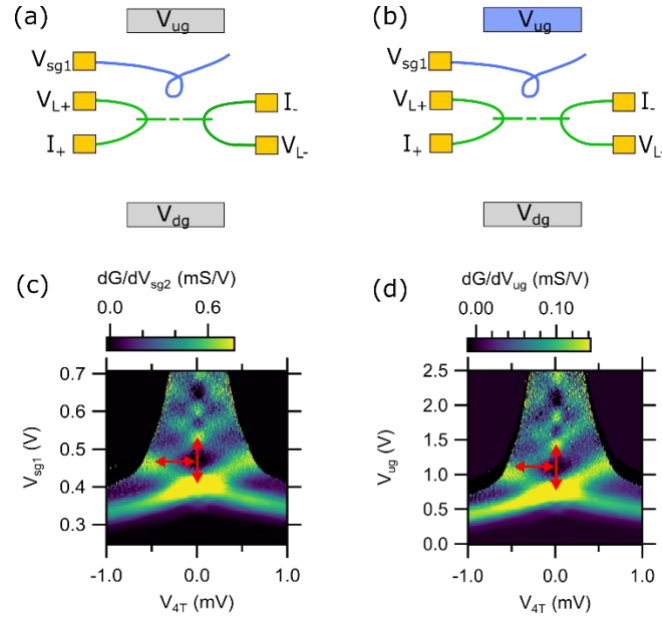 (a)
V_ug
V_sg1
V_L+
I_+
I_-
V_L-
V_dg
(b)
V_ug
V_sg1
V_L+
I_+
I_-
V_L-
V_dg
(c)
dG/dV_sg2 (mS/V)
0.0 0.6
0.7
0.6
0.5
0.4
0.3
V_sg1 (V)
-1.0 0.0 1.0
V_4T (mV)
(d)
dG/dV_ug (mS/V)
0.00 0.10
2.5
2.0
1.5
1.0
0.5
0.0
V_ug (V)
-1.0 0.0 1.0
V_4T (mV)